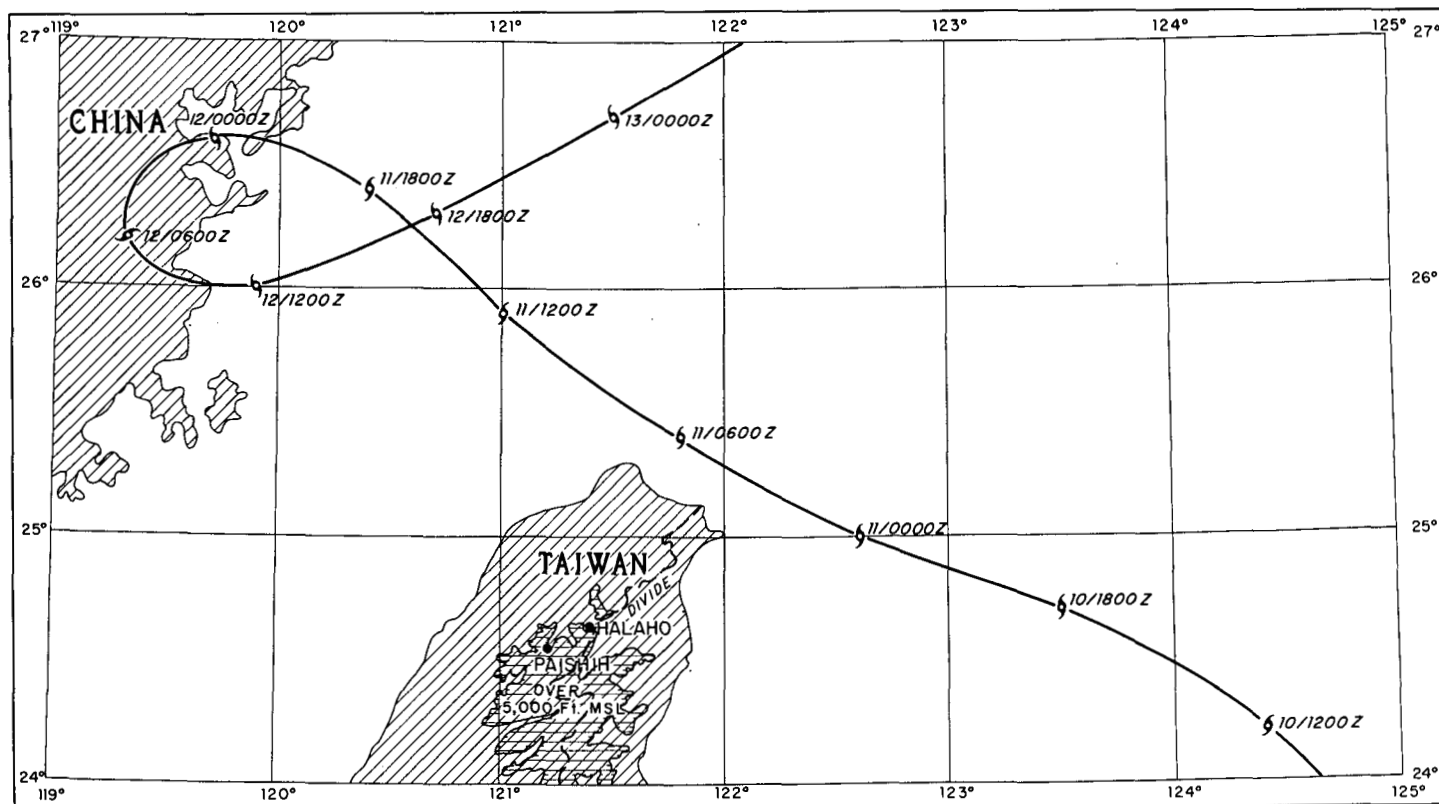 119° 120° 121° 122° 123° 124° 125°
27° 27°
12/0000Z
CHINA
13/0000Z
11/1800Z
12/1800Z
12/0600Z
26° 26°
12/1200Z
11/1200Z
11/0600Z
25° 25°
11/0000Z
TAIWAN
DIVIDE
10/1800Z
HALAHO
PAISHIH
OVER
5,000 Ft. MSL
10/1200Z
24° 24°
119° 120° 121° 122° 123° 124° 125°